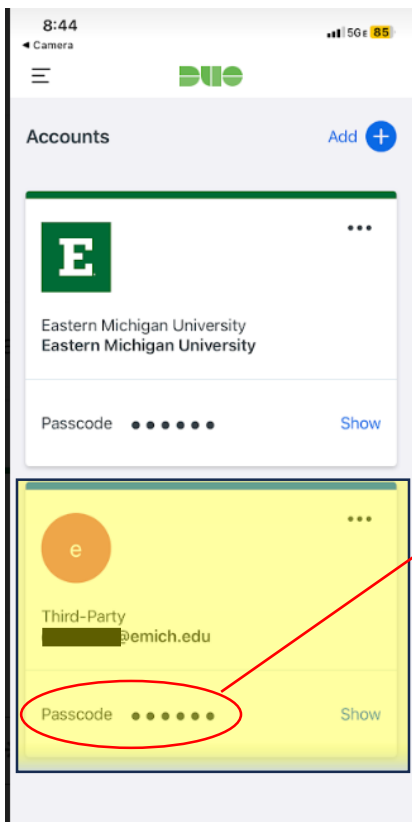 8:44
5GE 85
◄ Camera
DUO
Accounts
Add +
E
Eastern Michigan University
Eastern Michigan University
Passcode ●●●●●●
Show
e
Third-Party
@emich.edu
Passcode ●●●●●●
Show